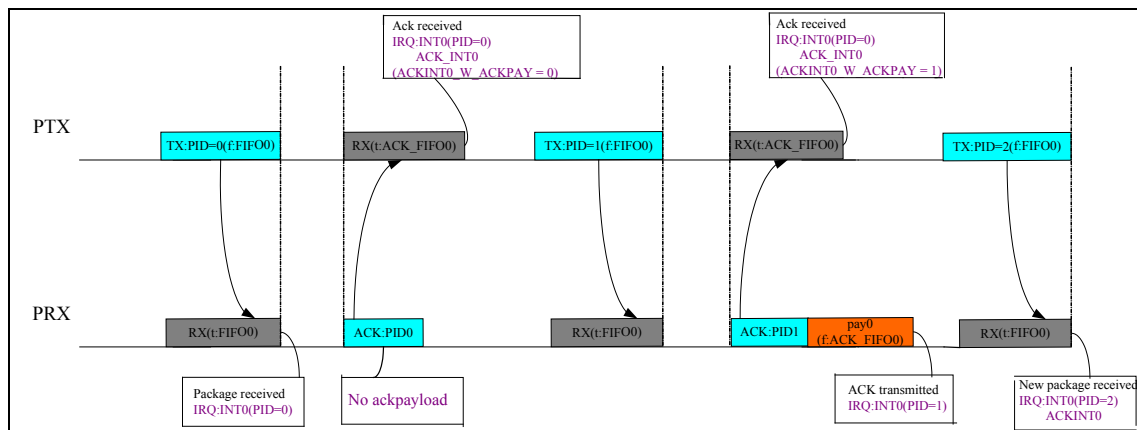 Ack received
IRQ:INT0(PID=0)
ACK_INT0
(ACKINT0_W_ACKPAY = 0)
Ack received
IRQ:INT0(PID=0)
ACK_INT0
(ACKINT0_W_ACKPAY = 1)
PTX
TX:PID=0(f:FIFO0)
RX(t:ACK_FIFO0)
TX:PID=1(f:FIFO0)
RX(t:ACK_FIFO0)
TX:PID=2(f:FIFO0)
PRX
RX(t:FIFO0)
ACK:PID0
RX(t:FIFO0)
ACK:PID1
pay0
(f:ACK_FIFO0)
RX(t:FIFO0)
Package received
IRQ:INT0(PID=0)
No ackpayload
ACK transmitted
IRQ:INT0(PID=1)
New package received
IRQ:INT0(PID=2)
ACKINT0